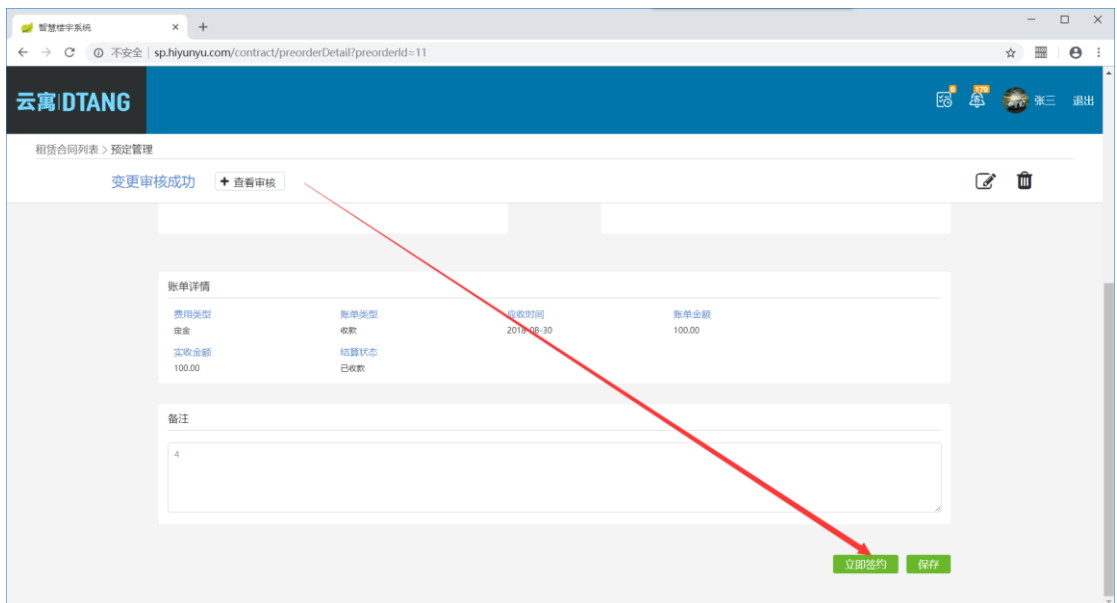 智慧楼宇系统
不安全 | sp.hiyunyu.com/contract/preorderDetail?preorderId=11
云寓|DTANG
0
170
张三
退出
租赁合同列表 > 预定管理
变更审核成功
+ 查看审核
账单详情
费用类型 账单类型 应收时间 账单金额
定金 收款 2018-08-30 100.00
实收金额 结算状态
100.00 已收款
备注
4
立即签约 保存